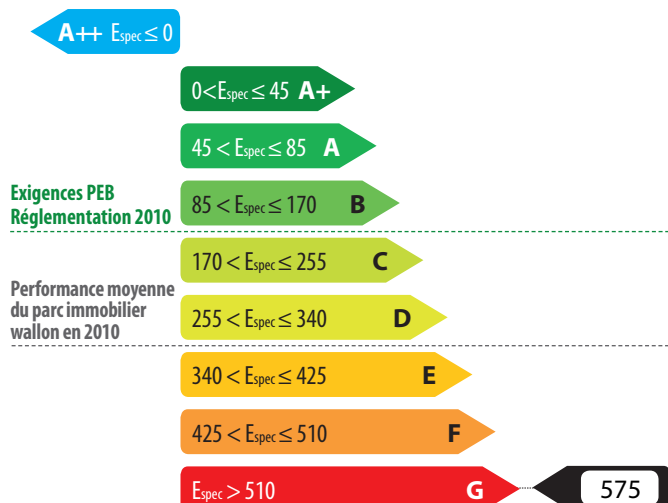 A++ Espec ≤ 0
0 < Espec ≤ 45 A+
45 < Espec ≤ 85 A
Exigences PEB
Réglementation 2010
85 < Espec ≤ 170 B
170 < Espec ≤ 255 C
Performance moyenne
du parc immobilier
wallon en 2010
255 < Espec ≤ 340 D
340 < Espec ≤ 425 E
425 < Espec ≤ 510 F
Espec > 510 G 575